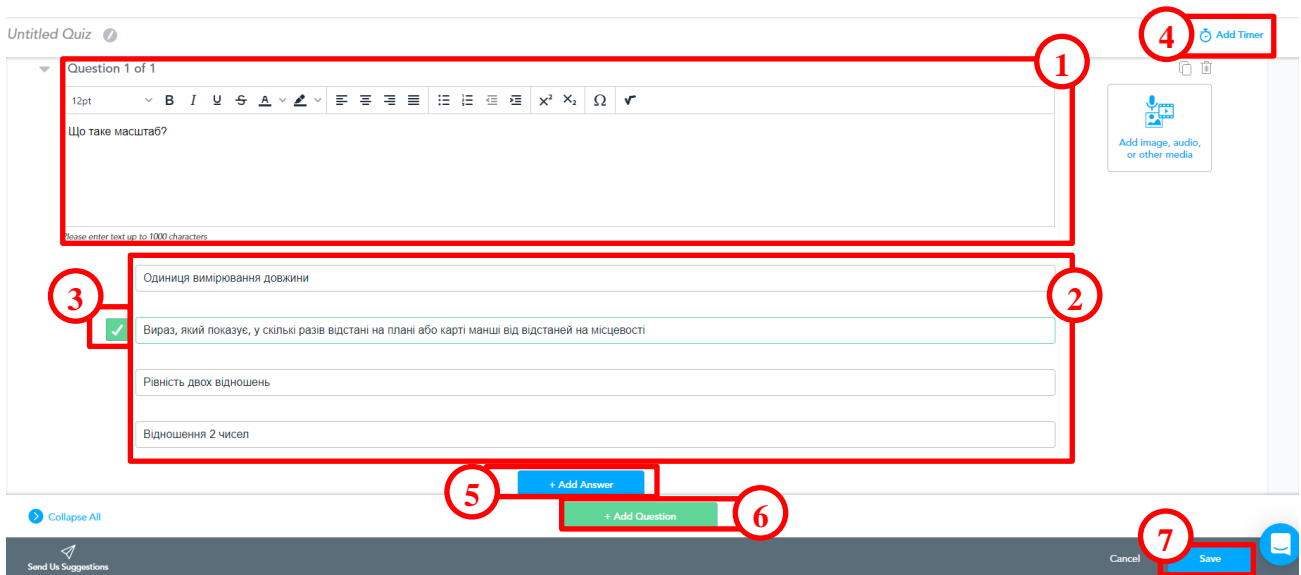 Untitled Quiz
4
Add Timer
Question 1 of 1
1
12pt B I U S A X² X₂ Ω √
Що таке масштаб?
Add image, audio,
or other media
Please enter text up to 1000 characters
Одиниця вимірювання довжини
3
2
Вираз, який показує, у скільки разів відстані на плані або карті манші від відстаней на місцевості
Рівність двох відношень
Відношення 2 чисел
5
+ Add Answer
Collapse All
+ Add Question
6
7
Send Us Suggestions
Cancel
Save